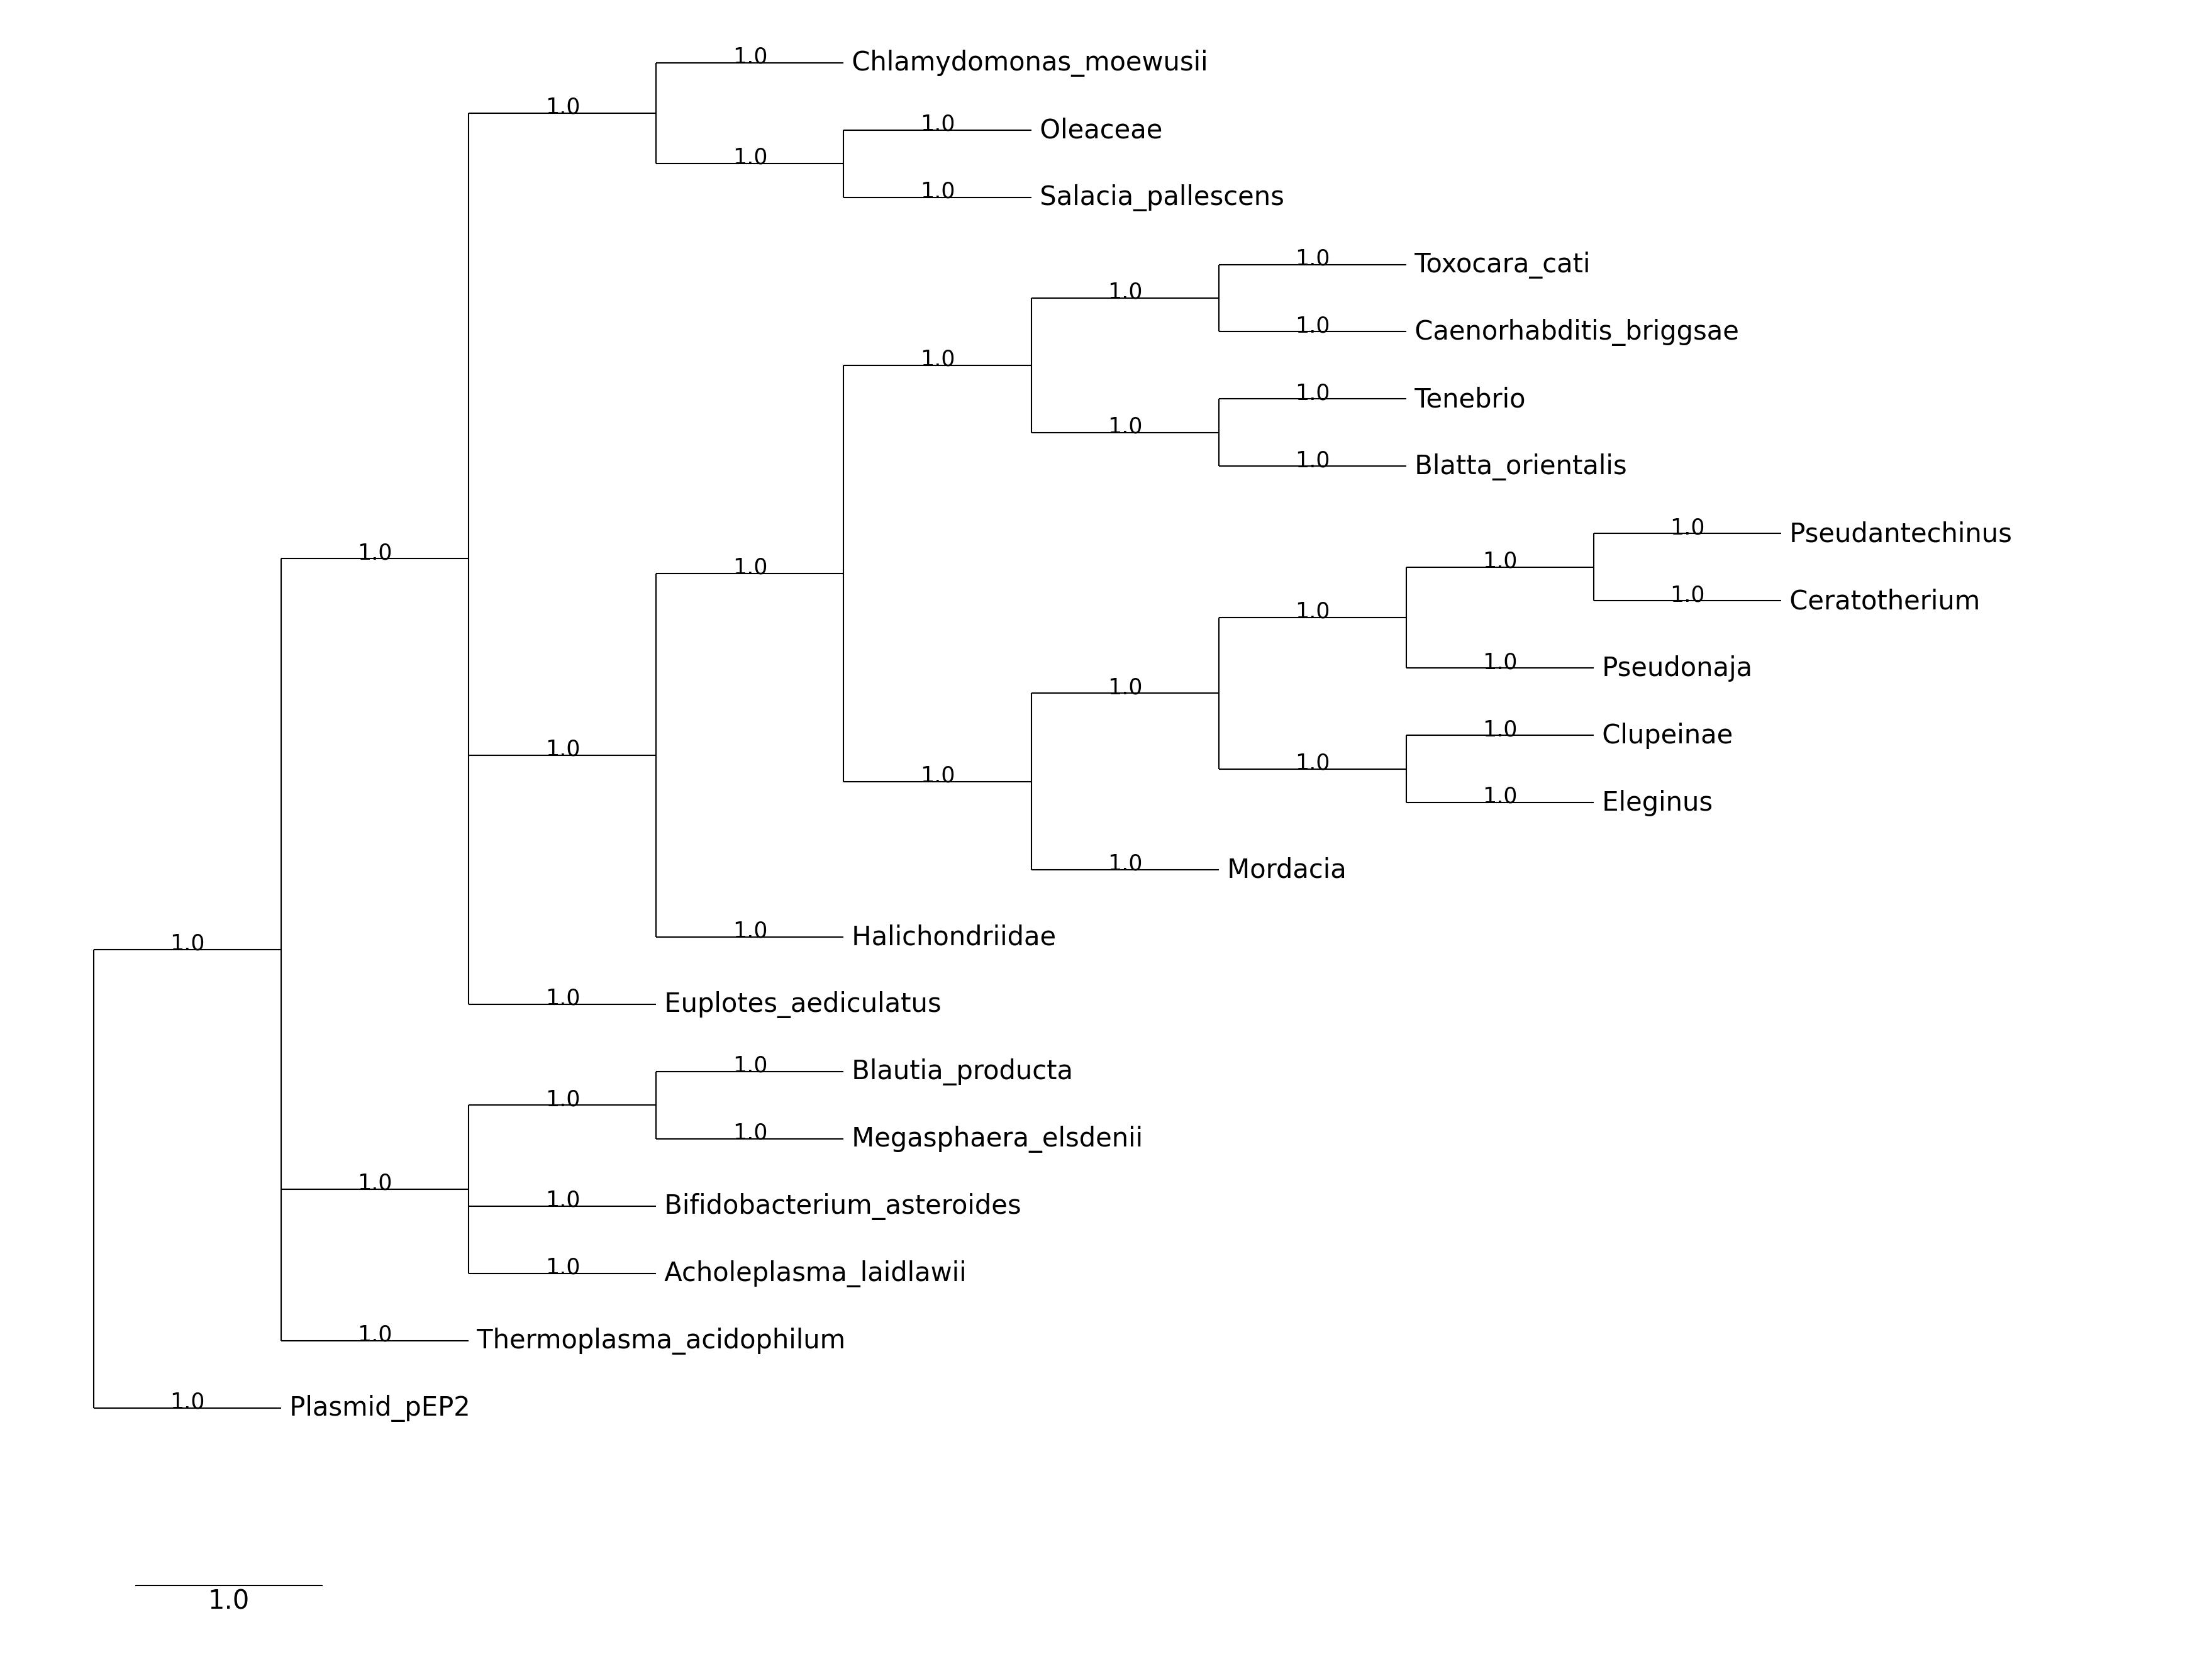 1.0 Chlamydomonas_moewusii
1.0
1.0 Oleaceae
1.0
1.0 Salacia_pallescens
1.0 Toxocara_cati
1.0
1.0 Caenorhabditis_briggsae
1.0
1.0 Tenebrio
1.0
1.0 Blatta_orientalis
1.0 Pseudantechinus
1.0
1.0
1.0 Ceratotherium
1.0
1.0
1.0 Pseudonaja
1.0
1.0 Clupeinae
1.0
1.0
1.0
1.0 Eleginus
1.0 Mordacia
1.0 Halichondriidae
1.0
1.0 Euplotes_aediculatus
1.0 Blautia_producta
1.0
1.0 Megasphaera_elsdenii
1.0
1.0 Bifidobacterium_asteroides
1.0 Acholeplasma_laidlawii
1.0 Thermoplasma_acidophilum
1.0 Plasmid_pEP2
1.0